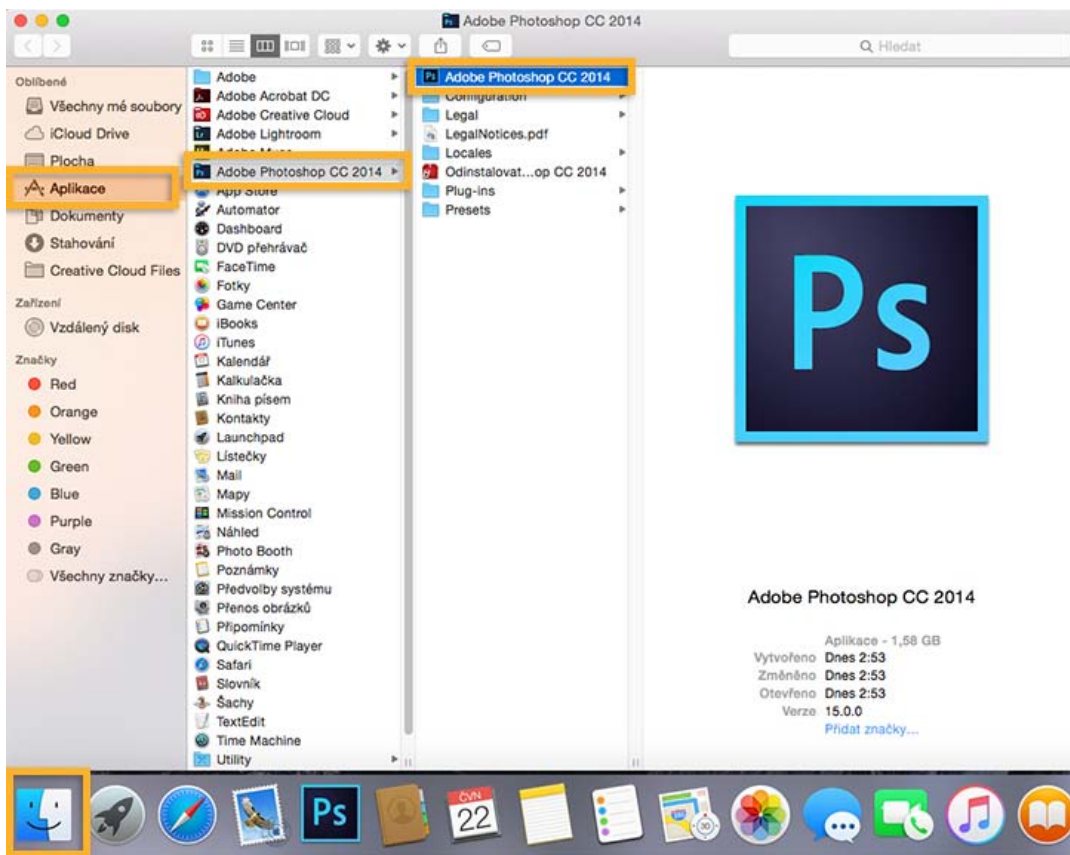 Adobe Photoshop CC 2014
Hledat
Oblíbené
Všechny mé soubory
iCloud Drive
Plocha
Aplikace
Dokumenty
Stahování
Creative Cloud Files
Zařízení
Vzdálený disk
Značky
Red
Orange
Yellow
Green
Blue
Purple
Gray
Všechny značky...
Adobe
Adobe Acrobat DC
Adobe Creative Cloud
Adobe Lightroom
Adobe Photoshop CC 2014
App Store
Automator
Dashboard
DVD přehrávač
FaceTime
Fotky
Game Center
iBooks
iTunes
Kalendář
Kalkulačka
Kniha písem
Kontakty
Launchpad
Lístečky
Mail
Mapy
Mission Control
Náhled
Photo Booth
Poznámky
Předvolby systému
Přenos obrázků
Připomínky
QuickTime Player
Safari
Slovník
Šachy
TextEdit
Time Machine
Utility
Adobe Photoshop CC 2014
Configuration
Legal
LegalNotices.pdf
Locales
Odinstalovat...op CC 2014
Plug-ins
Presets
Ps
Adobe Photoshop CC 2014
Aplikace - 1,58 GB
Vytvořeno Dnes 2:53
Změněno Dnes 2:53
Otevřeno Dnes 2:53
Verze 15.0.0
Přidat značky...
Ps
ČVN
22